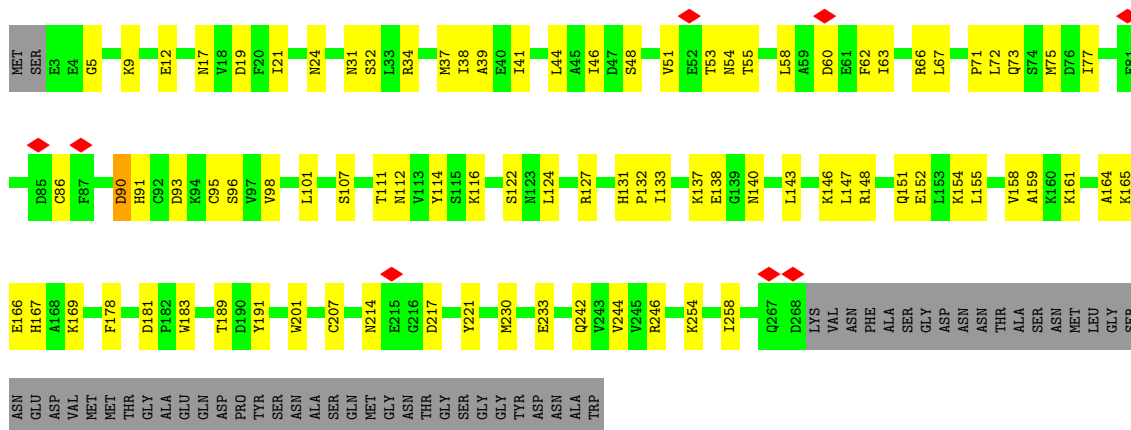 MET SER E3 E4 G5 K9 E12 N17 V18 D19 F20 I21 N24 N31 S32 L33 R34 M37 I38 A39 E40 I41 L44 A45 I46 D47 S48 V51 E52 T53 N54 T55 L58 A59 D60 E61 F62 I63 R66 L67 P71 L72 Q73 S74 M75 D76 I77
D85 C86 F87 D90 H91 C92 D93 K94 C95 S96 V97 V98 L101 S107 T111 N112 V113 Y114 S115 K116 S122 N123 L124 R127 H131 P132 I133 K137 E138 G139 N140 L143 K146 L147 R148 Q151 E152 L153 K154 L155 V158 A159 K160 K161 A164 K165
E166 H167 A168 K169 F178 D181 P182 W183 T189 D190 Y191 W201 C207 N214 E215 G216 D217 Y221 M230 E233 Q242 V243 V244 V245 R246 K254 I258 Q267 D268 LYS VAL ASN PHE ALA SER GLY ASP ASN ASN THR ALA SER ASN MET LEU GLY SER
ASN GLU ASP VAL MET MET THR GLY ALA GLU GLN ASP PRO TYR SER ASN ALA SER GLN MET GLY ASN THR GLY SER GLY GLY TYR ASP ASN ALA TRP